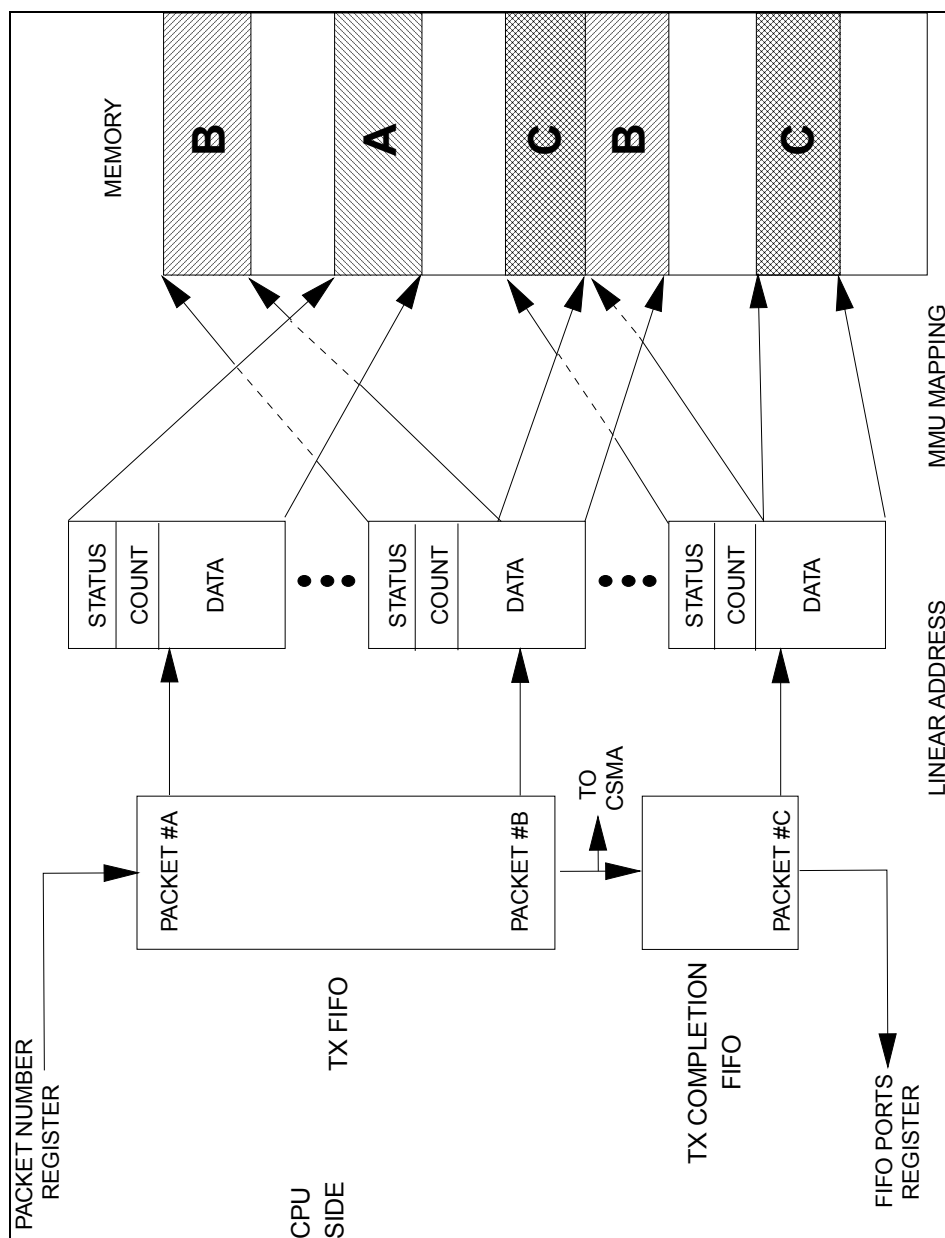 PACKET NUMBER
REGISTER
CPU
SIDE
TX FIFO
PACKET #A
PACKET #B
TO
CSMA
TX COMPLETION
FIFO
PACKET #C
FIFO PORTS
REGISTER
STATUS
COUNT
DATA
STATUS
COUNT
DATA
STATUS
COUNT
DATA
LINEAR ADDRESS
MMU MAPPING
MEMORY
B
A
C
B
C